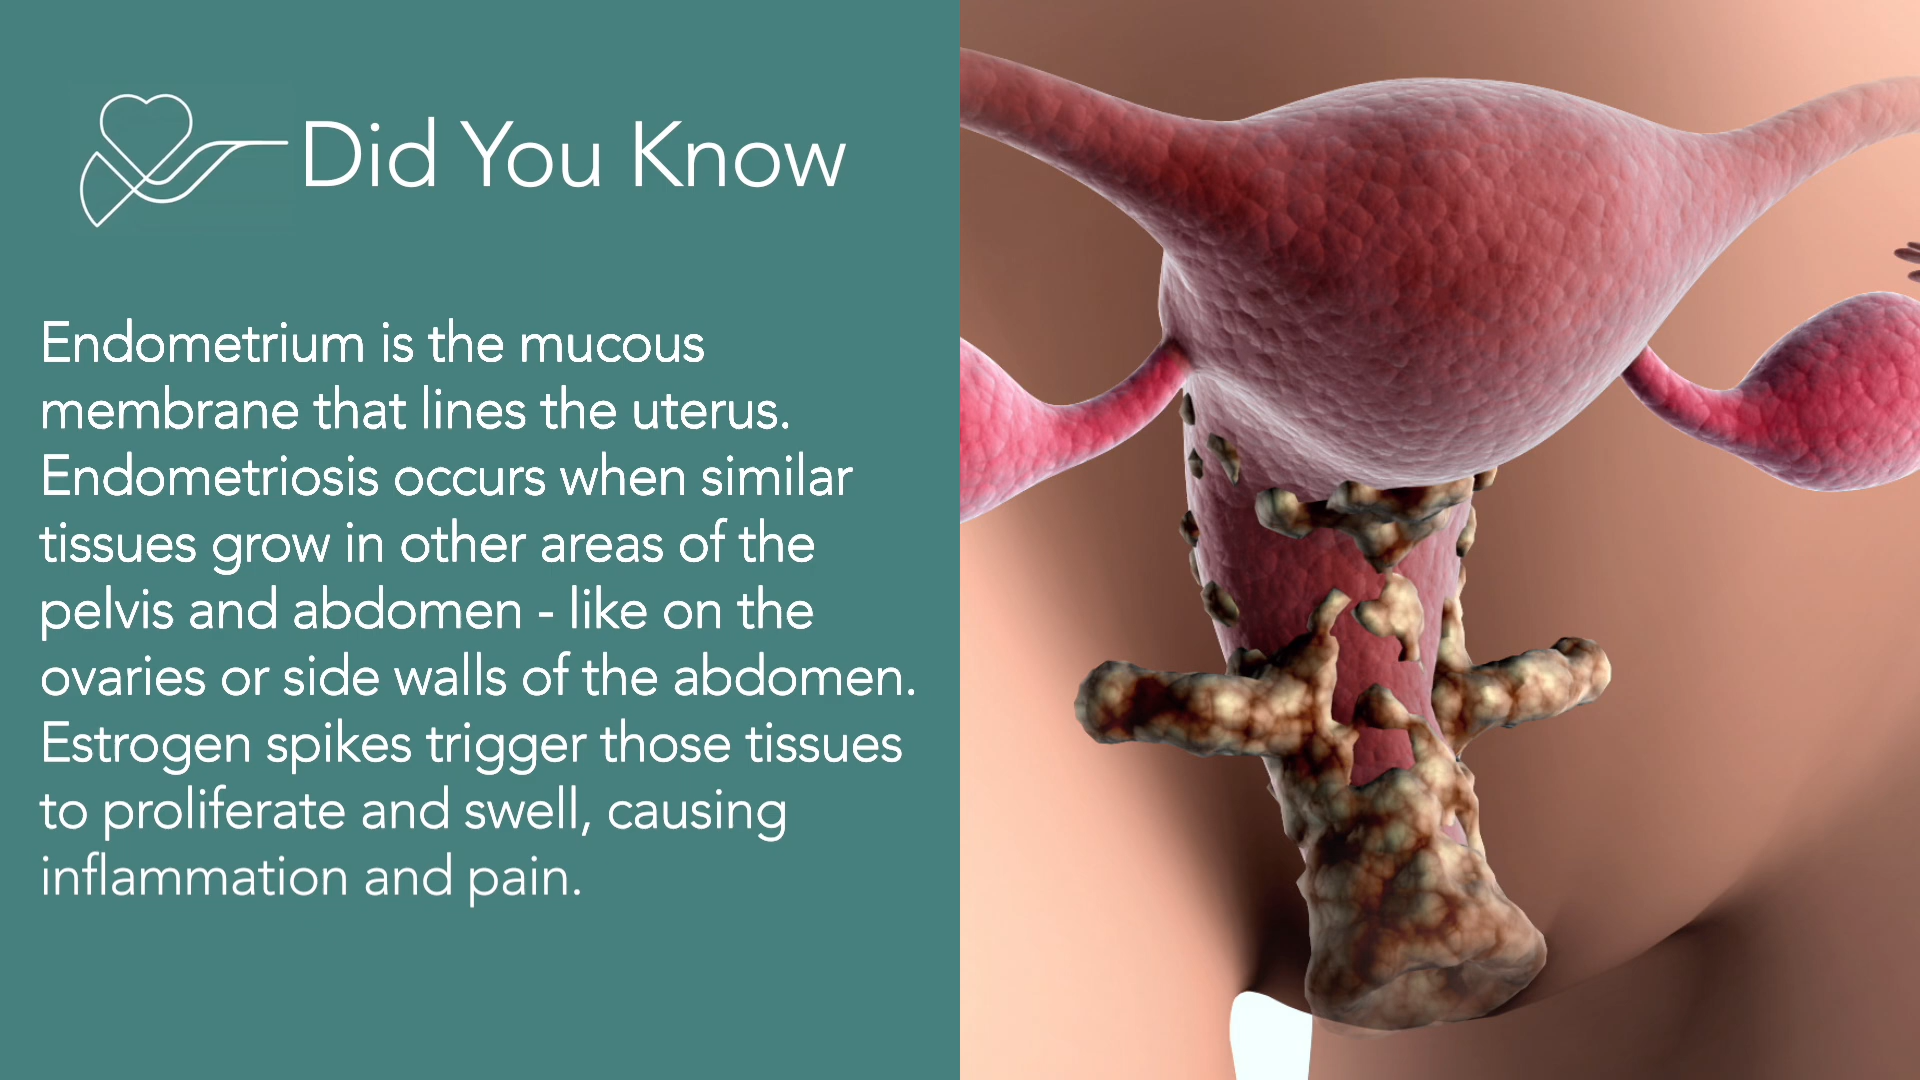 Did You Know
Endometrium is the mucous
membrane that lines the uterus.
Endometriosis occurs when similar
tissues grow in other areas of the
pelvis and abdomen - like on the
ovaries or side walls of the abdomen.
Estrogen spikes trigger those tissues
to proliferate and swell, causing
inflammation and pain.